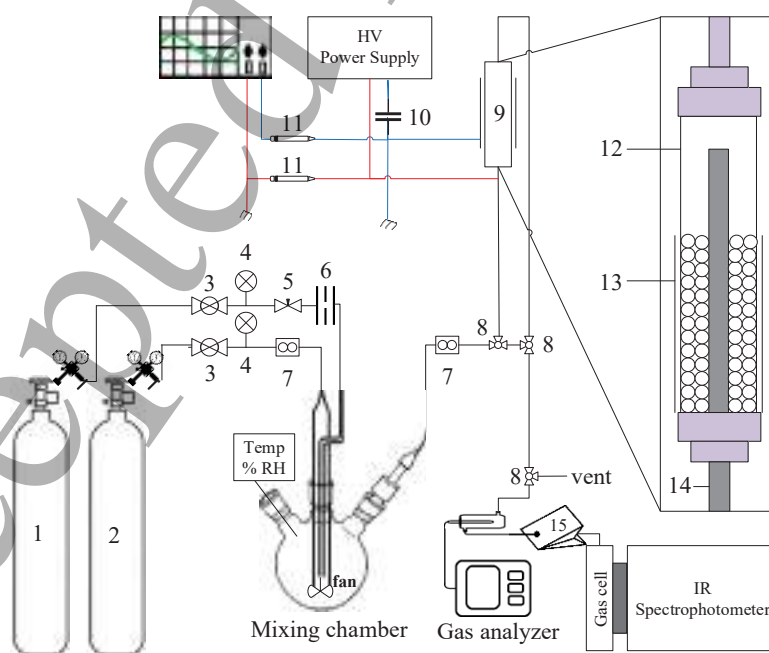 HV
Power Supply
9
10
11
11
12
13
14
4
3
5
6
4
3
7
8
8
7
Temp
% RH
8
vent
15
1
2
fan
Mixing chamber
Gas analyzer
Gas cell
IR
Spectrophotometer